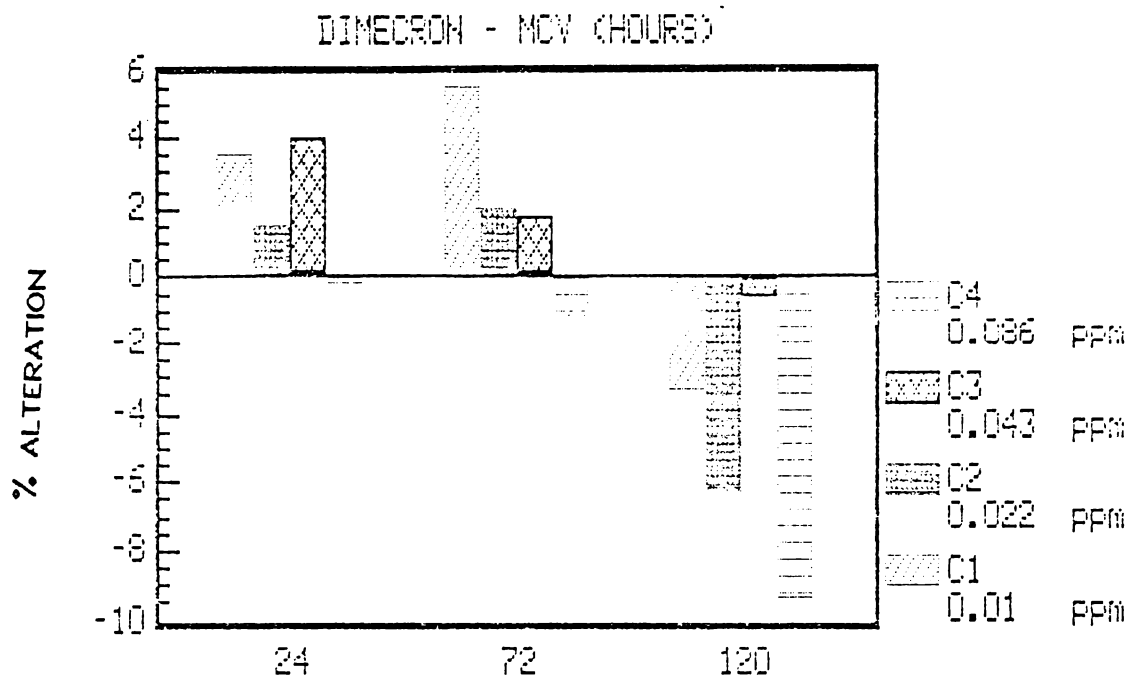 DIMECRON - MCV (HOURS)
6
4
2
0
-2
-4
-6
-8
-10
% ALTERATION
24 72 120
C4
0.086 ppm
C3
0.043 ppm
C2
0.022 ppm
C1
0.01 ppm